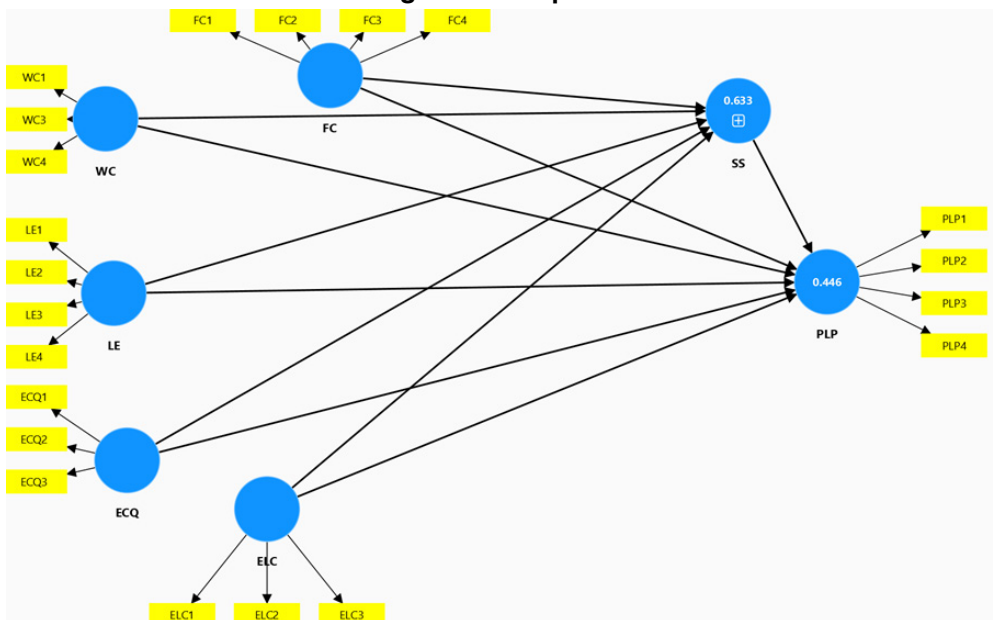 FC1
FC2
FC3
FC4
WC1
WC3
WC4
WC
FC
0.633
SS
LE1
LE2
LE3
LE4
LE
PLP1
PLP2
PLP3
PLP4
0.446
PLP
ECQ1
ECQ2
ECQ3
ECQ
ELC
ELC1
ELC2
ELC3